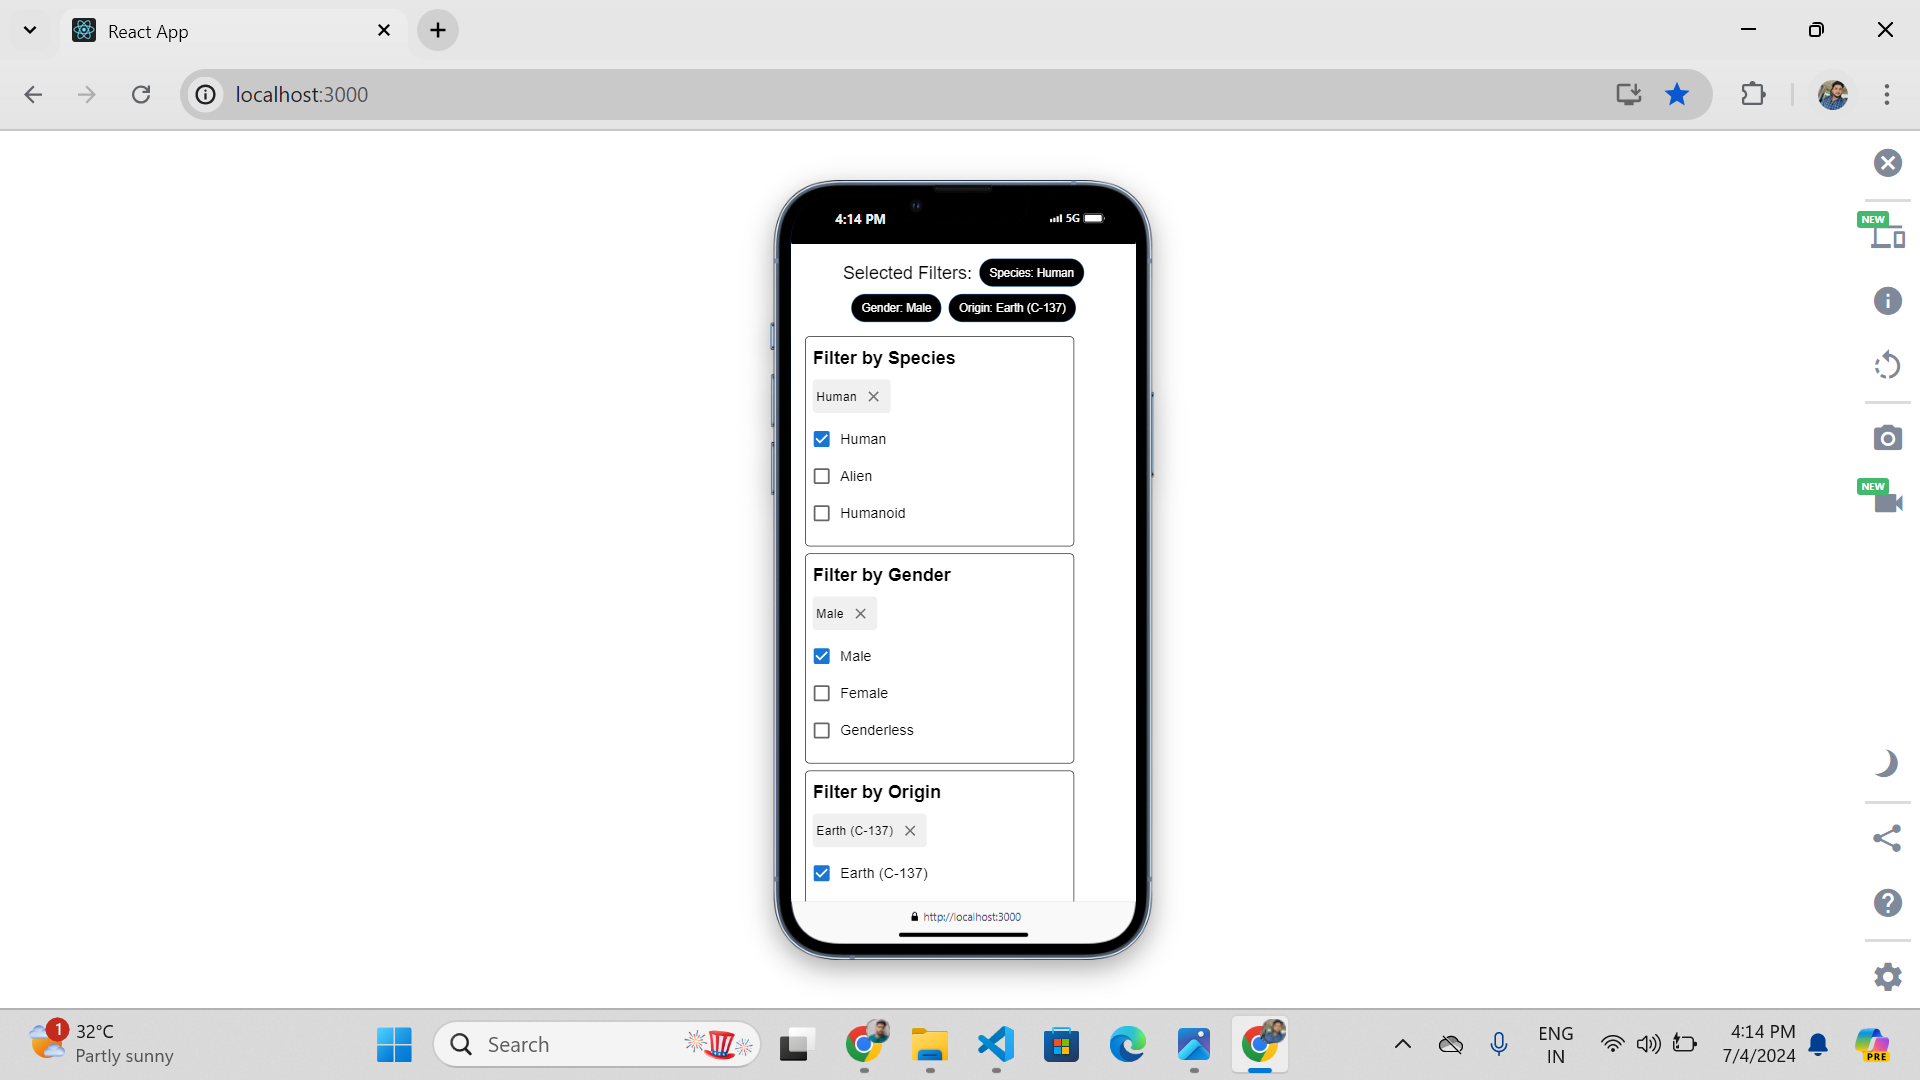 React App
localhost:3000
4:14 PM
5G
Selected Filters: Species: Human
Gender: Male Origin: Earth (C-137)
Filter by Species
Human
Human
Alien
Humanoid
Filter by Gender
Male
Male
Female
Genderless
Filter by Origin
Earth (C-137)
Earth (C-137)
http://localhost:3000
NEW
NEW
1
32°C
Partly sunny
Search
ENG
IN
4:14 PM
7/4/2024
PRE